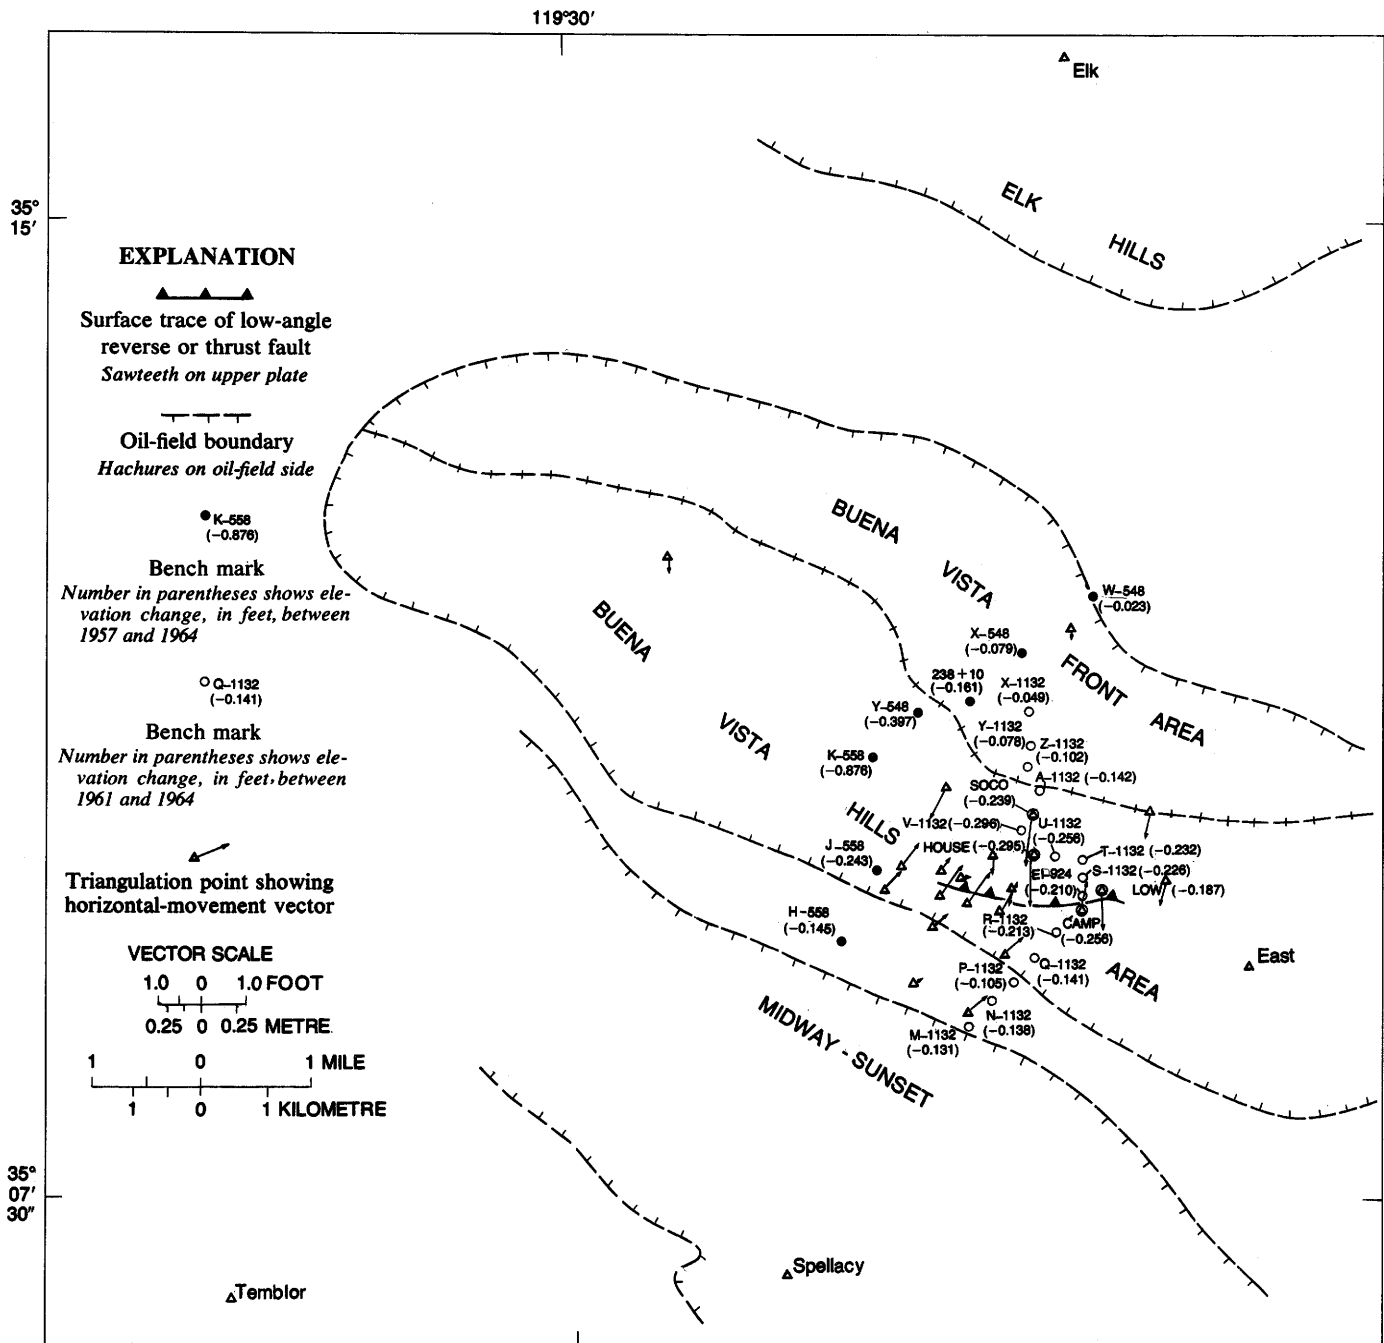 119°30′
Elk
ELK
HILLS
35°
15′
EXPLANATION
Surface trace of low-angle
reverse or thrust fault
Sawteeth on upper plate
Oil-field boundary
Hachures on oil-field side
K–558
(−0.876)
Bench mark
Number in parentheses shows ele-
vation change, in feet, between
1957 and 1964
Q–1132
(−0.141)
Bench mark
Number in parentheses shows ele-
vation change, in feet, between
1961 and 1964
Triangulation point showing
horizontal-movement vector
VECTOR SCALE
1.0 0 1.0 FOOT
0.25 0 0.25 METRE
1 0 1 MILE
1 0 1 KILOMETRE
BUENA
VISTA
FRONT
AREA
BUENA
VISTA
HILLS
AREA
W–548
(−0.023)
X–548
(−0.079)
238+10
(−0.161)
X–1132
(−0.049)
Y–548
(−0.397)
Y–1132
(−0.078)
Z–1132
(−0.102)
K–558
(−0.876)
A–1132 (−0.142)
SOCO
(−0.239)
V–1132 (−0.296)
U–1132
(−0.256)
HOUSE (−0.295)
J–558
(−0.243)
T–1132 (−0.232)
S–1132 (−0.226)
EP924
(−0.210)
LOW (−0.187)
H–558
(−0.145)
R–1132
(−0.213)
CAMP
(−0.256)
East
P–1132
(−0.105)
Q–1132
(−0.141)
N–1132
(−0.138)
M–1132
(−0.131)
MIDWAY - SUNSET
35°
07′
30″
Spellacy
Temblor